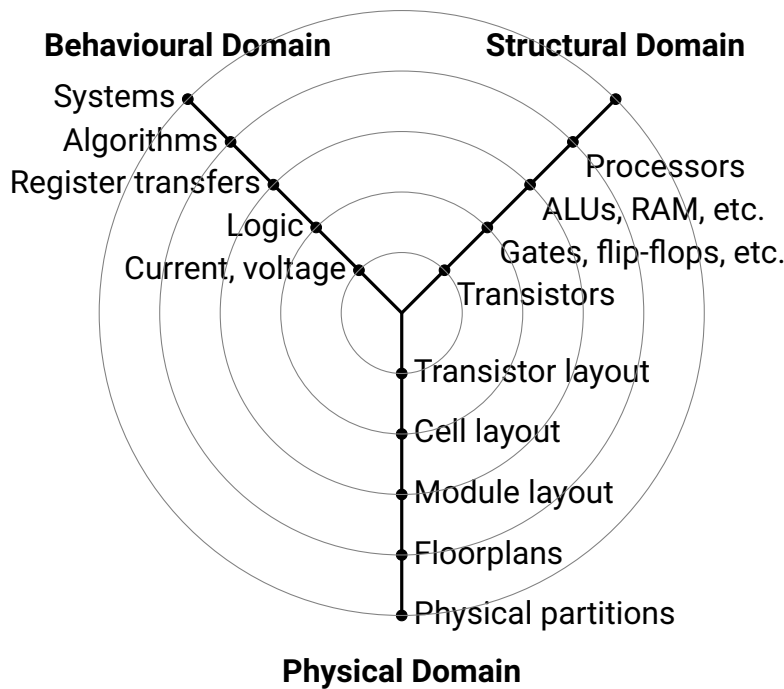 Behavioural Domain
Structural Domain
Systems
Algorithms
Register transfers
Logic
Current, voltage
Processors
ALUs, RAM, etc.
Gates, flip-flops, etc.
Transistors
Transistor layout
Cell layout
Module layout
Floorplans
Physical partitions
Physical Domain